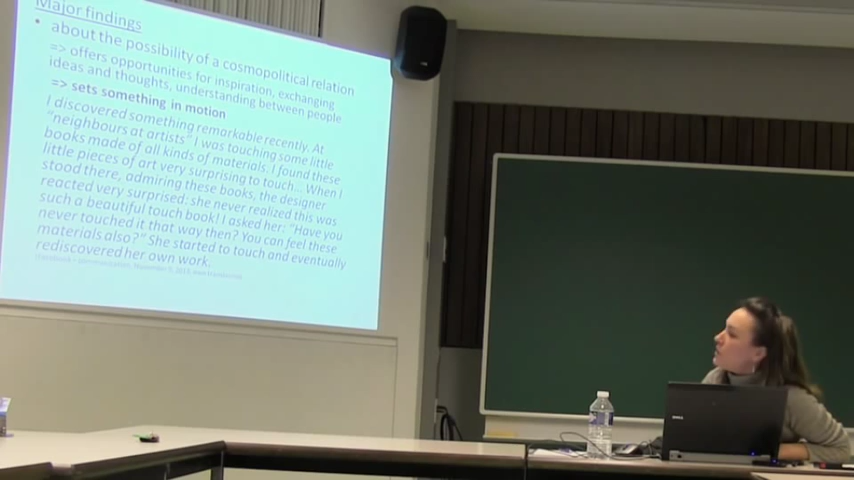 Major findings
• about the possibility of a cosmopolitical relation
=> offers opportunities for inspiration, exchanging
ideas and thoughts, understanding between people
=> sets something in motion
I discovered something remarkable recently. At
"neighbours at artists" I was touching some little
books made of all kinds of materials. I found these
little pieces of art very surprising to touch... When I
stood there, admiring these books, the designer
reacted very surprised: she never realized this was
such a beautiful touch book! I asked her: "Have you
never touched it that way then? You can feel these
materials also?" She started to touch and eventually
rediscovered her own work.
DELL